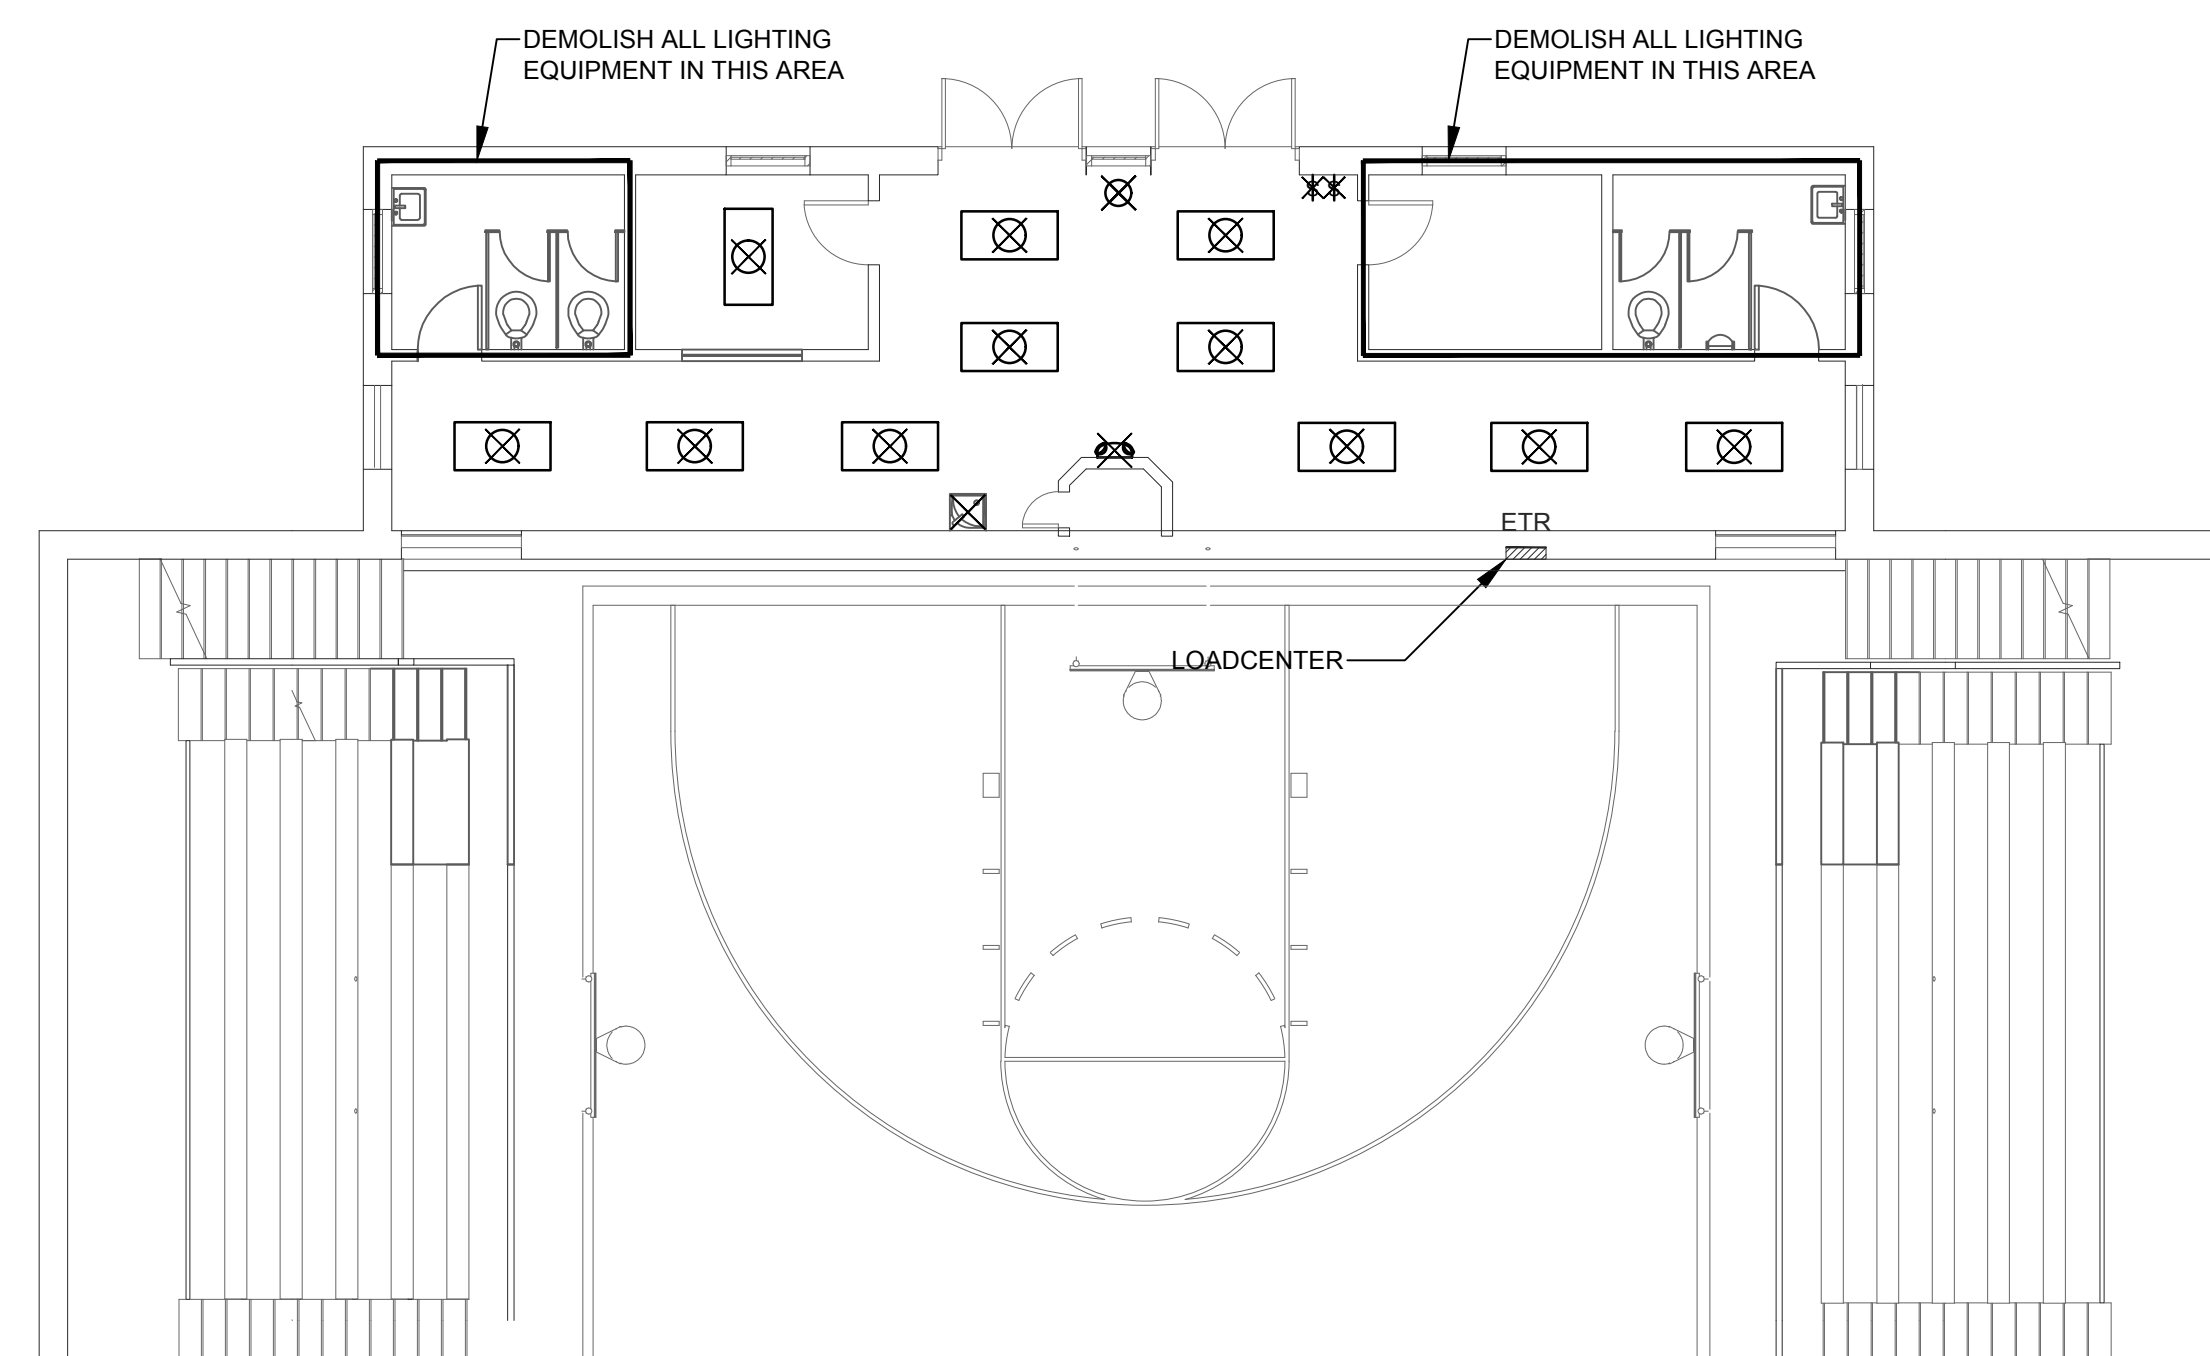 DEMOLISH ALL LIGHTING
EQUIPMENT IN THIS AREA
DEMOLISH ALL LIGHTING
EQUIPMENT IN THIS AREA
ETR
LOADCENTER